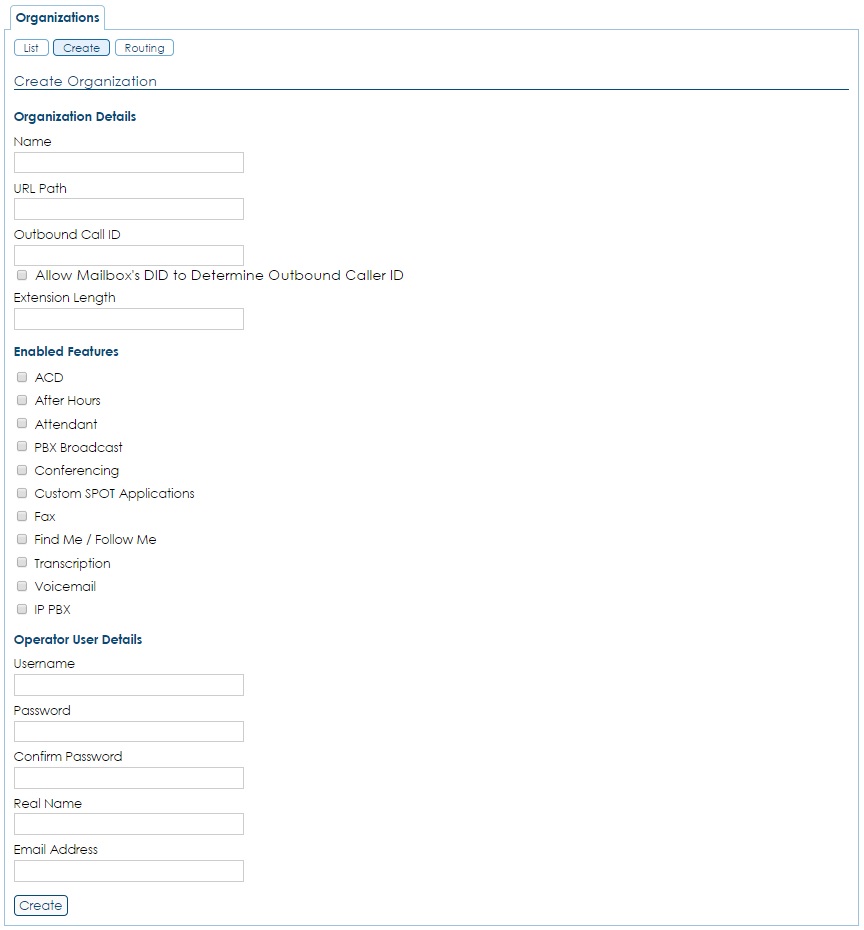 Organizations
List Create Routing
Create Organization
Organization Details
Name
URL Path
Outbound Call ID
Allow Mailbox's DID to Determine Outbound Caller ID
Extension Length
Enabled Features
ACD
After Hours
Attendant
PBX Broadcast
Conferencing
Custom SPOT Applications
Fax
Find Me / Follow Me
Transcription
Voicemail
IP PBX
Operator User Details
Username
Password
Confirm Password
Real Name
Email Address
Create